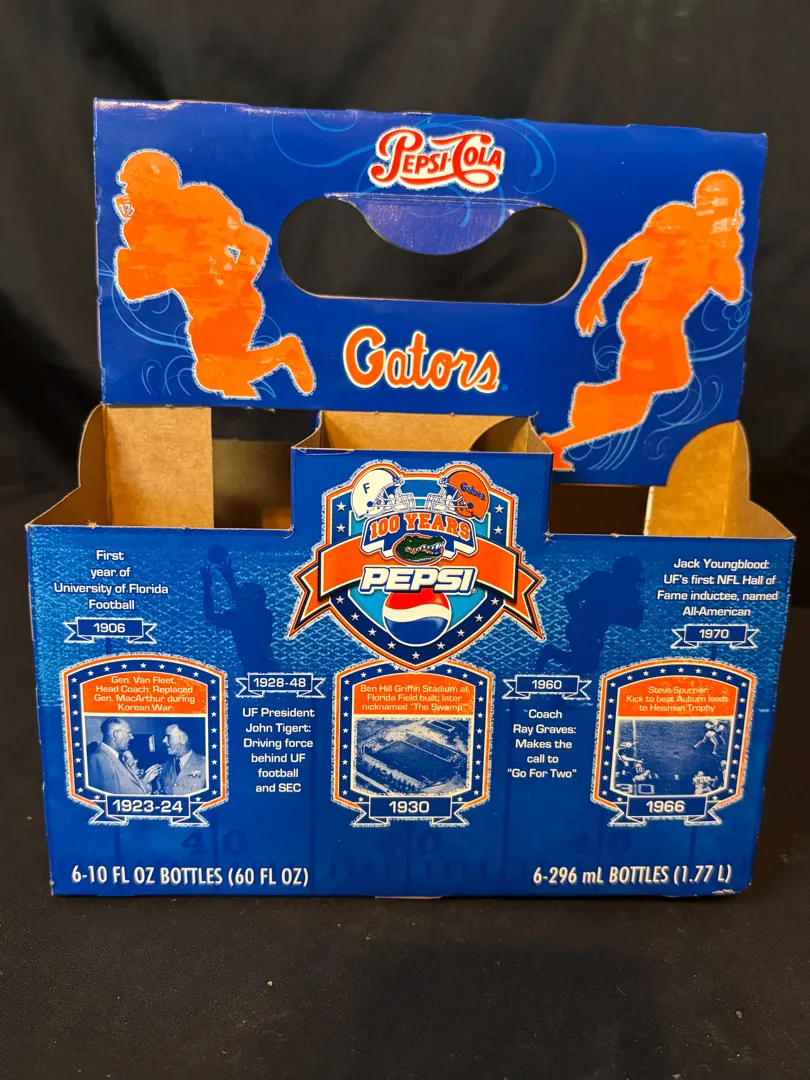 PEPSI-COLA
Gators
F
Gators
100 YEARS
PEPSI
First
year of
University of Florida
Football
1906
Jack Youngblood:
UF's first NFL Hall of
Fame inductee, named
All-American
1970
Gen. Van Fleet,
Head Coach: Replaced
Gen. MacArthur during
Korean War
1923-24
1928-48
UF President
John Tigert:
Driving force
behind UF
football
and SEC
Ben Hill Griffin Stadium at
Florida Field built; later
nicknamed "The Swamp"
1930
1960
Coach
Ray Graves:
Makes the
call to
"Go For Two"
Steve Spurrier:
Kick to beat Auburn leads
to Heisman Trophy
1966
40
50
40
6-10 FL OZ BOTTLES (60 FL OZ)
6-296 mL BOTTLES (1.77 L)